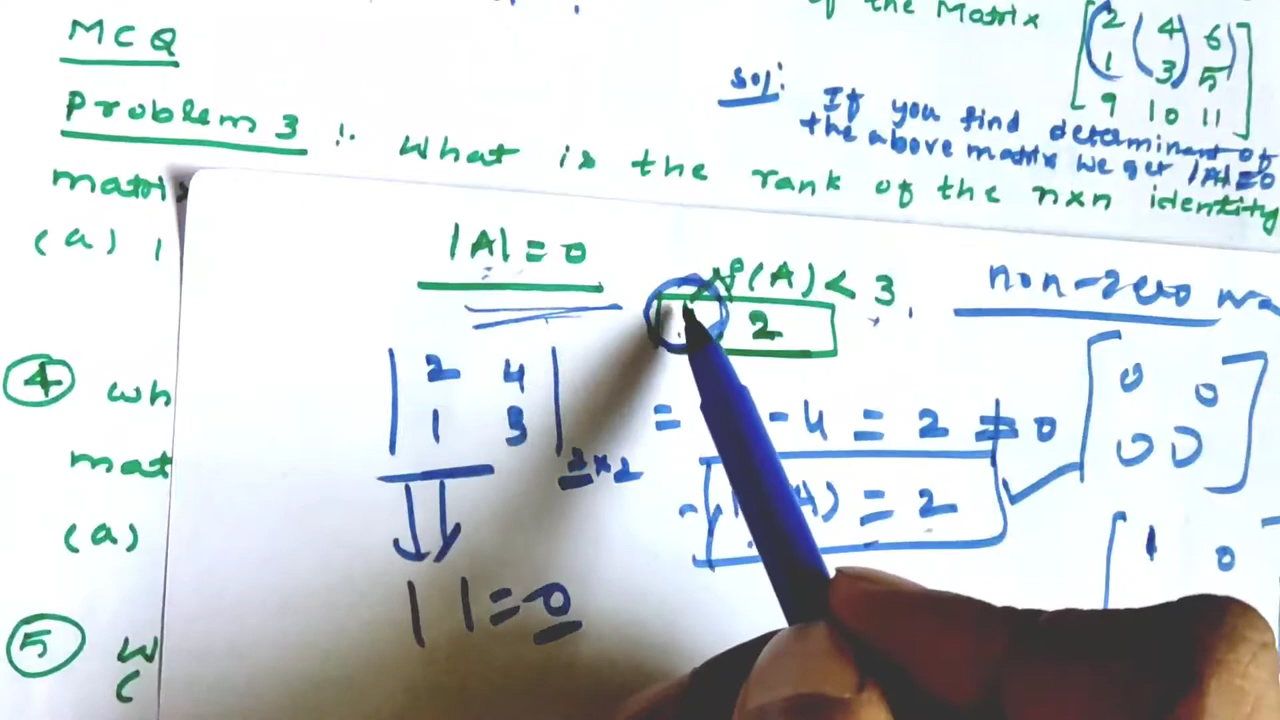 of the Matrix
2 4 6
1 3 5
9 10 11
MCQ
Sol: If you find determinant of
the above matrix we get |A|=0
Problem 3 :. What is the rank of the nxn identity
matrix
(a) 1
|A| = 0
ρ(A) < 3
non-zero
2
④ wh
mat
(a)
| 2 4 |
| 1 3 | 2×2
- 4 = 2 ≠ 0
0 0
0 0
A) = 2
1 0
| | = 0
⑤ W
(